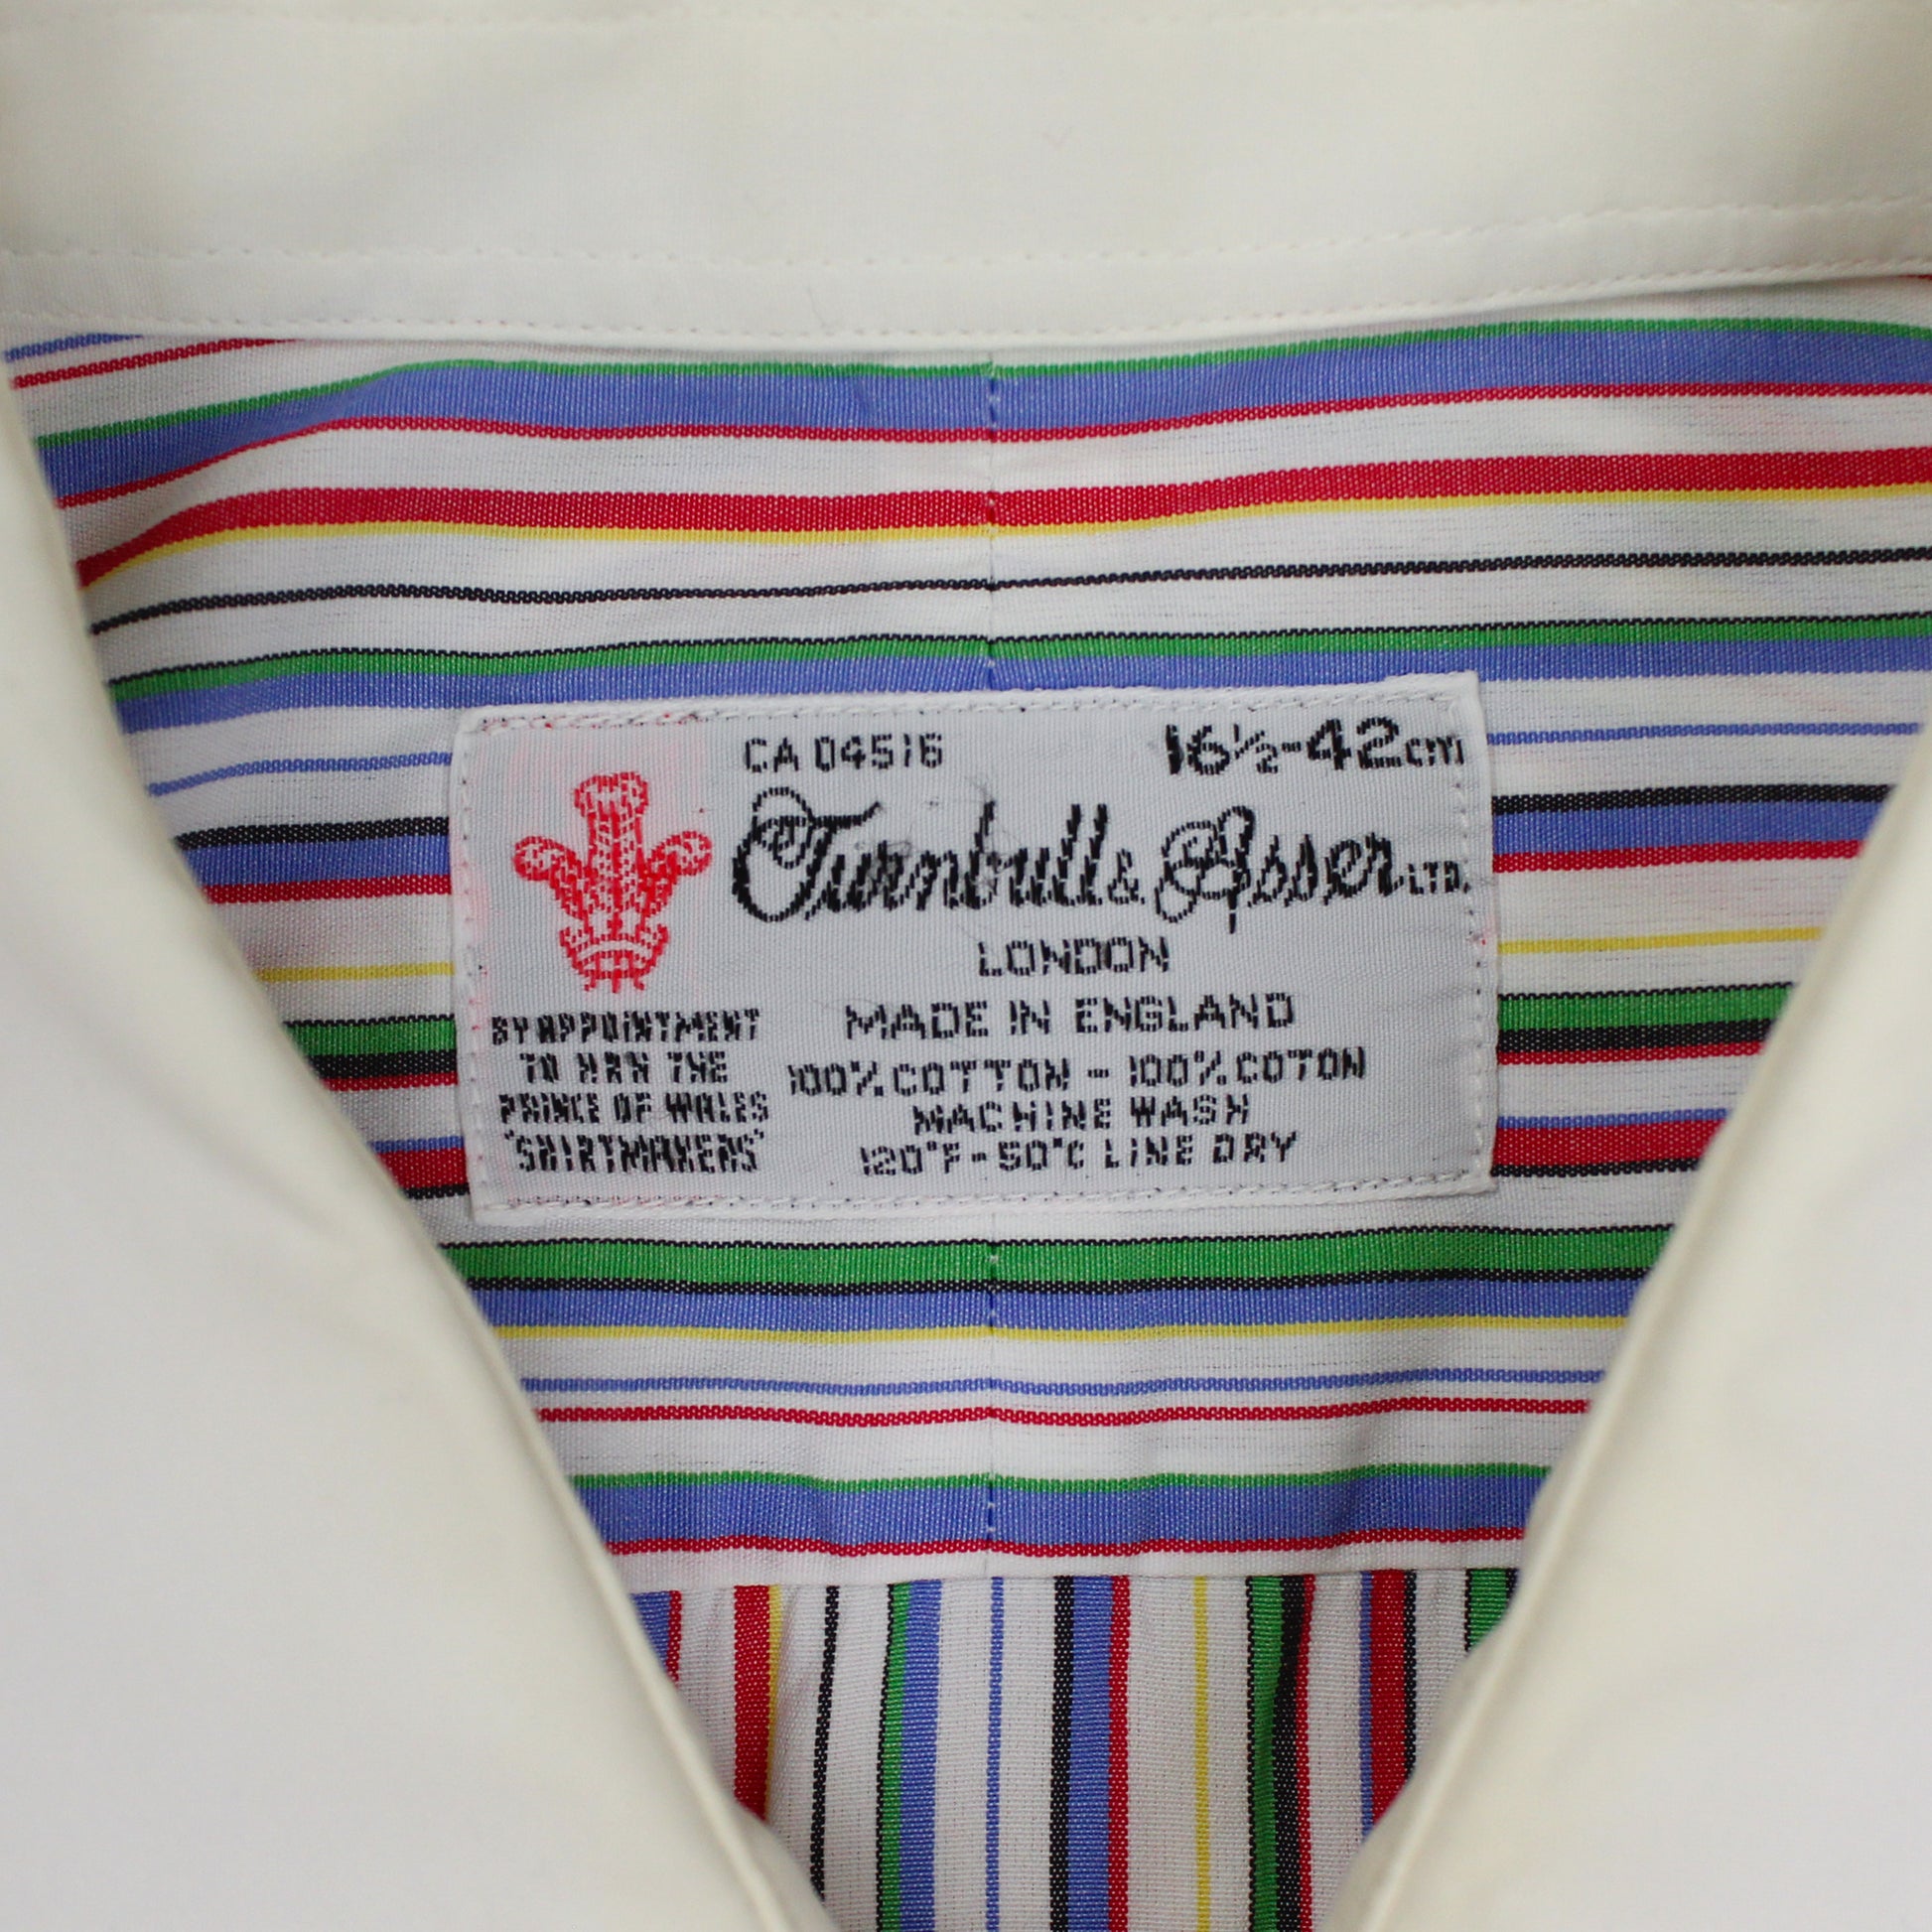 CA 04516 16½-42cm
Turnbull & Asser LTD.
LONDON
MADE IN ENGLAND
100% COTTON - 100% COTON
MACHINE WASH
120°F - 50°C LINE DRY
BY APPOINTMENT
TO HRH THE
PRINCE OF WALES
"SHIRTMAKERS"